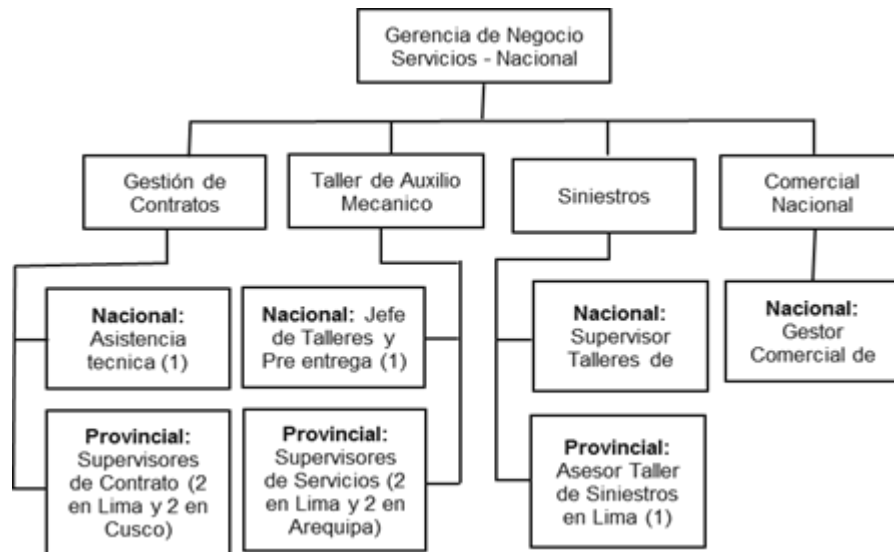 Gerencia de Negocio
Servicios - Nacional
Gestión de
Contratos
Taller de Auxilio
Mecanico
Siniestros
Comercial
Nacional
Nacional:
Asistencia
tecnica (1)
Nacional: Jefe
de Talleres y
Pre entrega (1)
Nacional:
Supervisor
Talleres de
Nacional:
Gestor
Comercial de
Provincial:
Supervisores
de Contrato (2
en Lima y 2 en
Cusco)
Provincial:
Supervisores
de Servicios (2
en Lima y 2 en
Arequipa)
Provincial:
Asesor Taller
de Siniestros
en Lima (1)